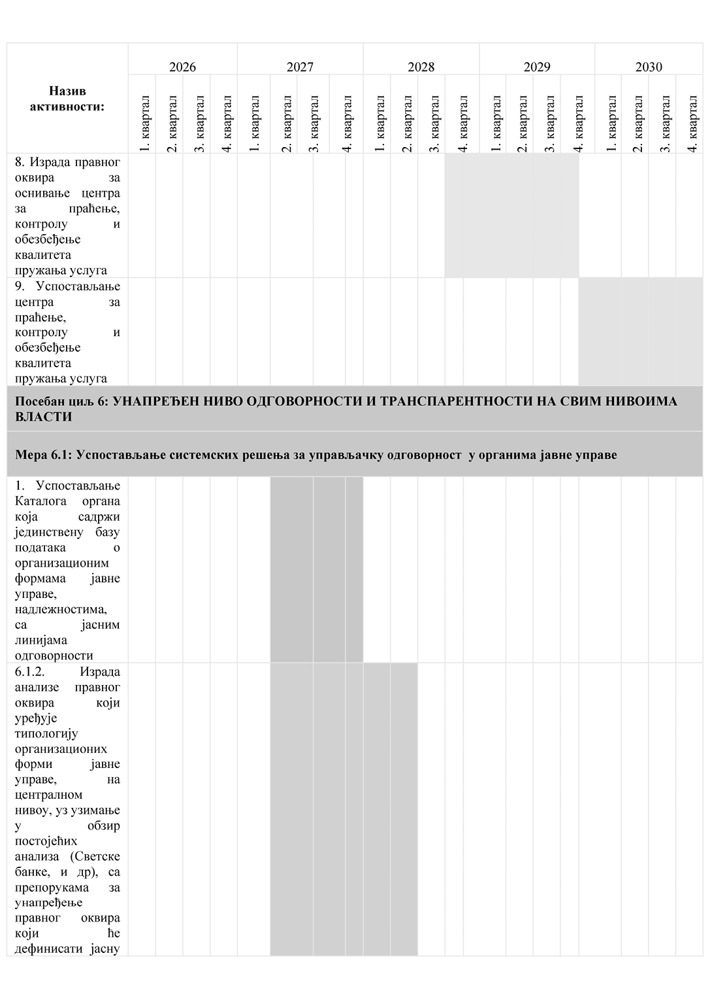 Назив
активности:
2026
2027
2028
2029
2030
1. квартал
2. квартал
3. квартал
4. квартал
1. квартал
2. квартал
3. квартал
4. квартал
1. квартал
2. квартал
3. квартал
4. квартал
1. квартал
2. квартал
3. квартал
4. квартал
1. квартал
2. квартал
3. квартал
4. квартал
8. Израда правног
оквира за
оснивање центра
за праћење,
контролу и
обезбеђење
квалитета
пружања услуга
9. Успостављање
центра за
праћење,
контролу и
обезбеђење
квалитета
пружања услуга
Посебан циљ 6: УНАПРЕЂЕН НИВО ОДГОВОРНОСТИ И ТРАНСПАРЕНТНОСТИ НА СВИМ НИВОИМА
ВЛАСТИ
Мера 6.1: Успостављање системских решења за управљачку одговорност у органима јавне управе
1. Успостављање
Каталога органа
која садржи
јединствену базу
података о
организационим
формама јавне
управе,
надлежностима,
са јасним
линијама
одговорности
6.1.2. Израда
анализе правног
оквира који
уређује
типологију
организационих
форми јавне
управе, на
централном
нивоу, уз узимање
у обзир
постојећих
анализа (Светске
банке, и др), са
препорукама за
унапређење
правног оквира
који ће
дефинисати јасну